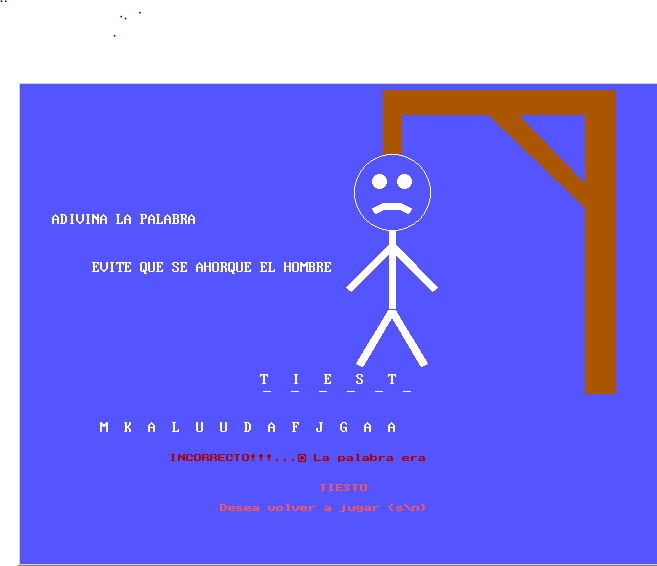 ADIVINA LA PALABRA
EVITE QUE SE AHORQUE EL HOMBRE
T I E S T _
M K A L U U D A F J G A A
INCORRECTO!!!...◘ La palabra era
TIESTO
Desea volver a jugar (s\n)